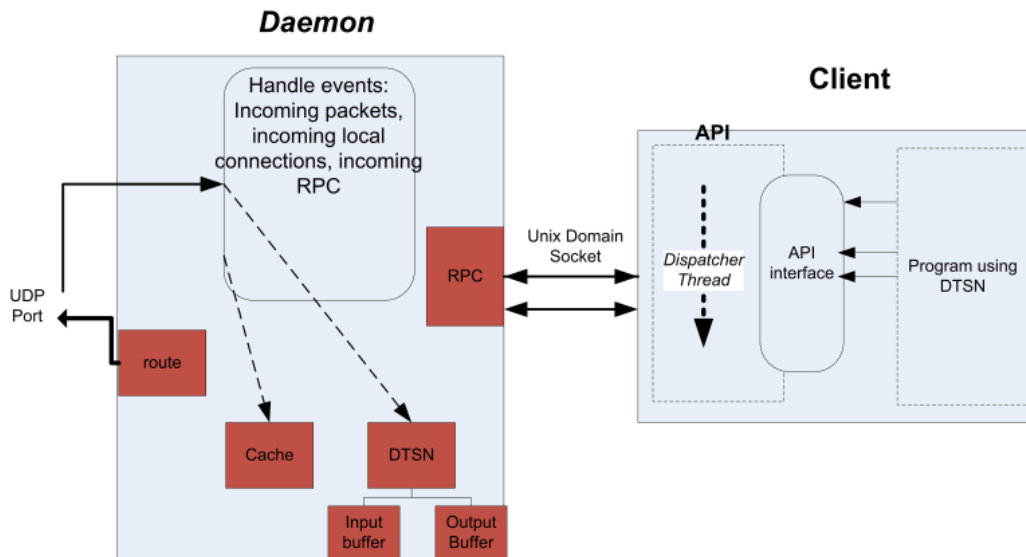 Daemon
Handle events:
Incoming packets,
incoming local
connections, incoming
RPC
UDP
Port
route
RPC
Cache
DTSN
Input
buffer
Output
Buffer
Unix Domain
Socket
Client
API
Dispatcher
Thread
API
interface
Program using
DTSN